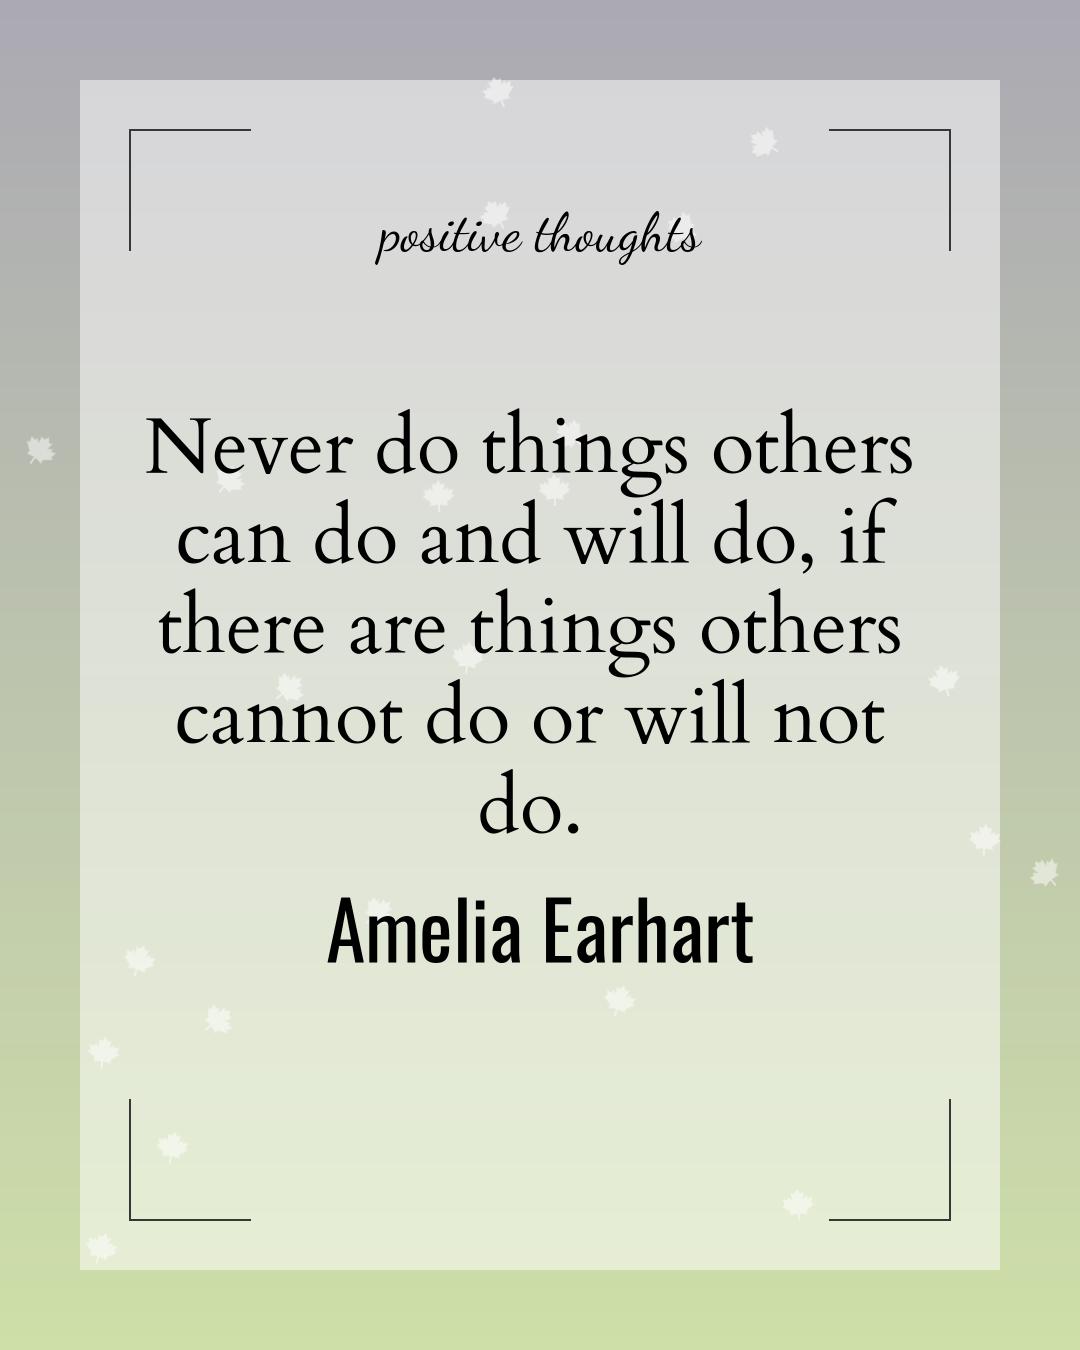 positive thoughts
Never do things others
can do and will do, if
there are things others
cannot do or will not
do.
Amelia Earhart